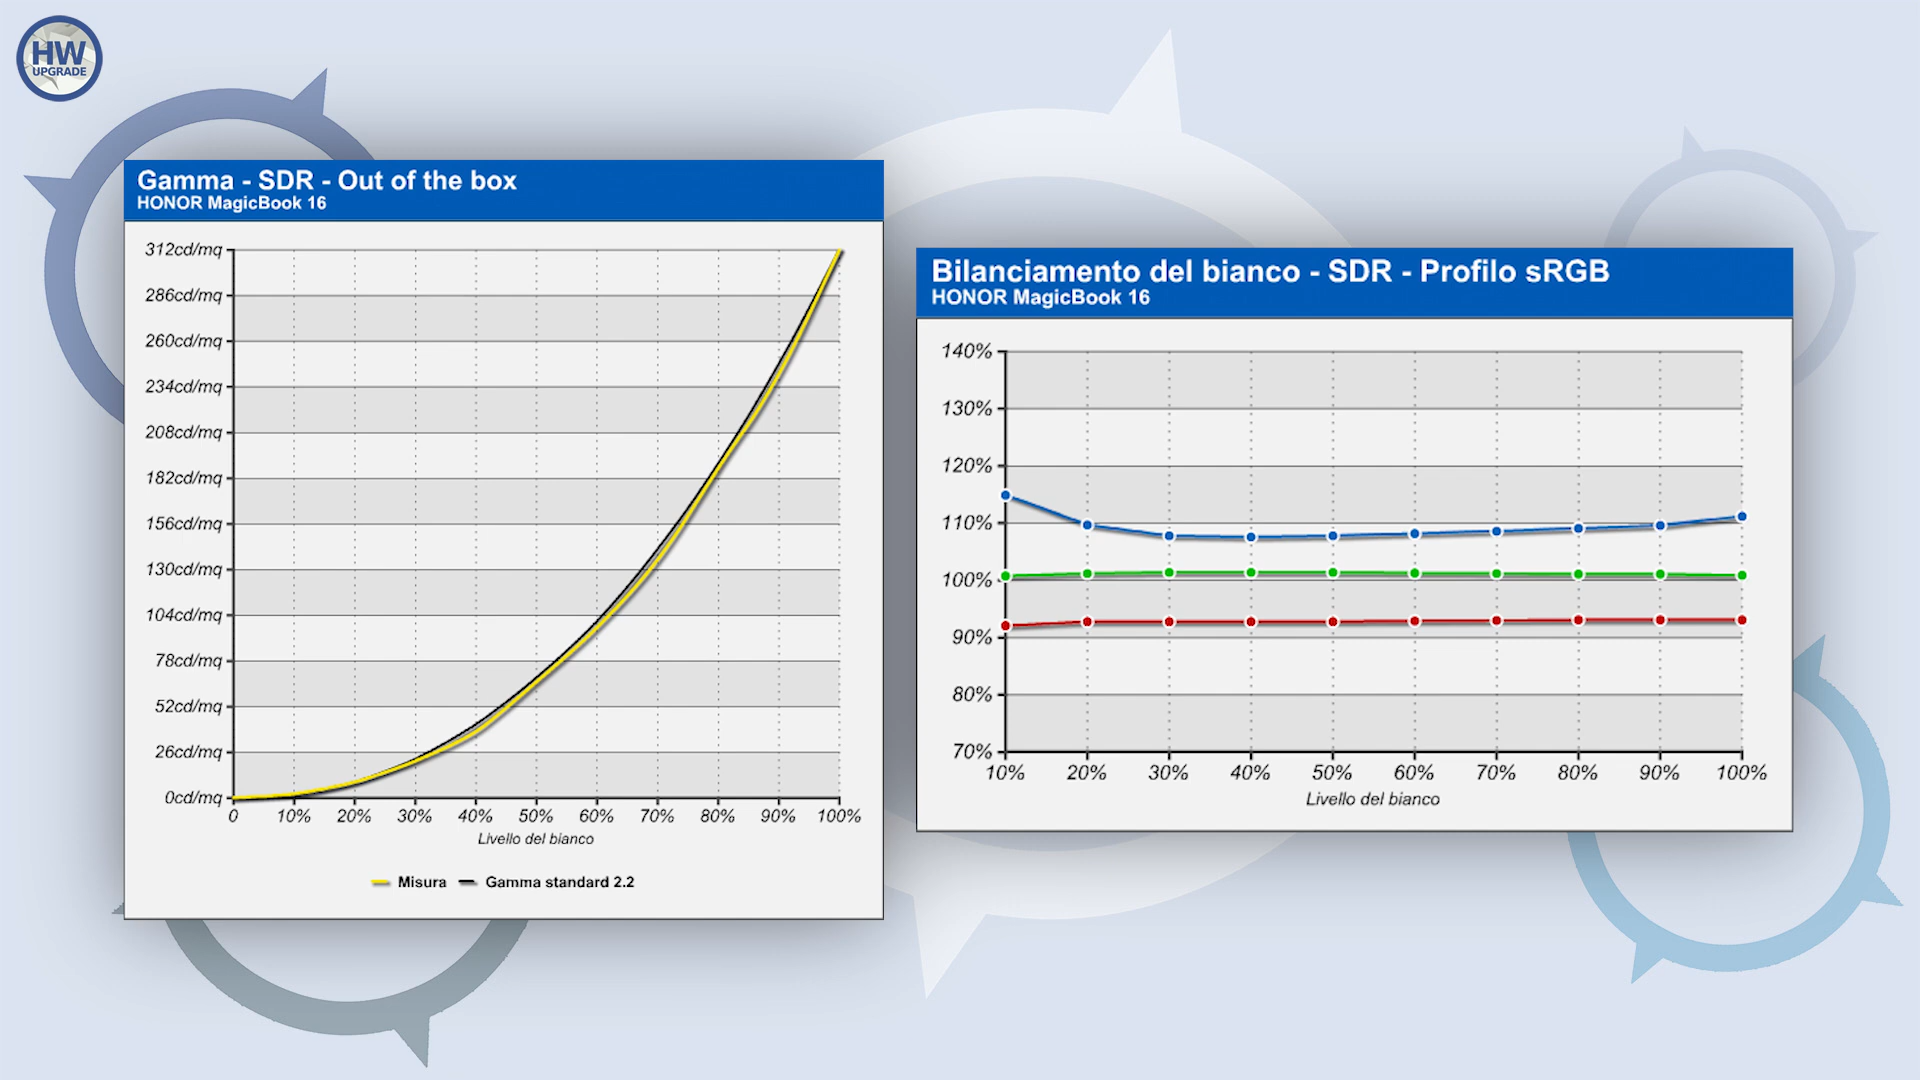 HW
UPGRADE
Gamma - SDR - Out of the box
HONOR MagicBook 16
312cd/mq
286cd/mq
260cd/mq
234cd/mq
208cd/mq
182cd/mq
156cd/mq
130cd/mq
104cd/mq
78cd/mq
52cd/mq
26cd/mq
0cd/mq
0 10% 20% 30% 40% 50% 60% 70% 80% 90% 100%
Livello del bianco
Misura Gamma standard 2.2
Bilanciamento del bianco - SDR - Profilo sRGB
HONOR MagicBook 16
140%
130%
120%
110%
100%
90%
80%
70%
10% 20% 30% 40% 50% 60% 70% 80% 90% 100%
Livello del bianco